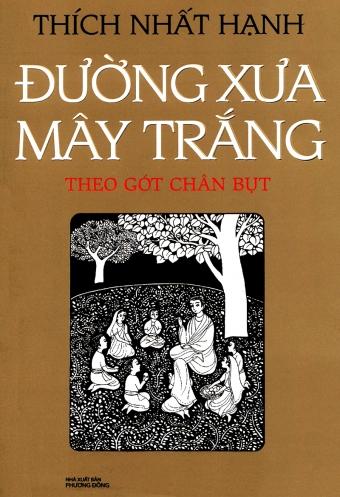 THÍCH NHẤT HẠNH
ĐƯỜNG XƯA
MÂY TRẮNG
THEO GÓT CHÂN BỤT
NHÀ XUẤT BẢN
PHƯƠNG ĐÔNG